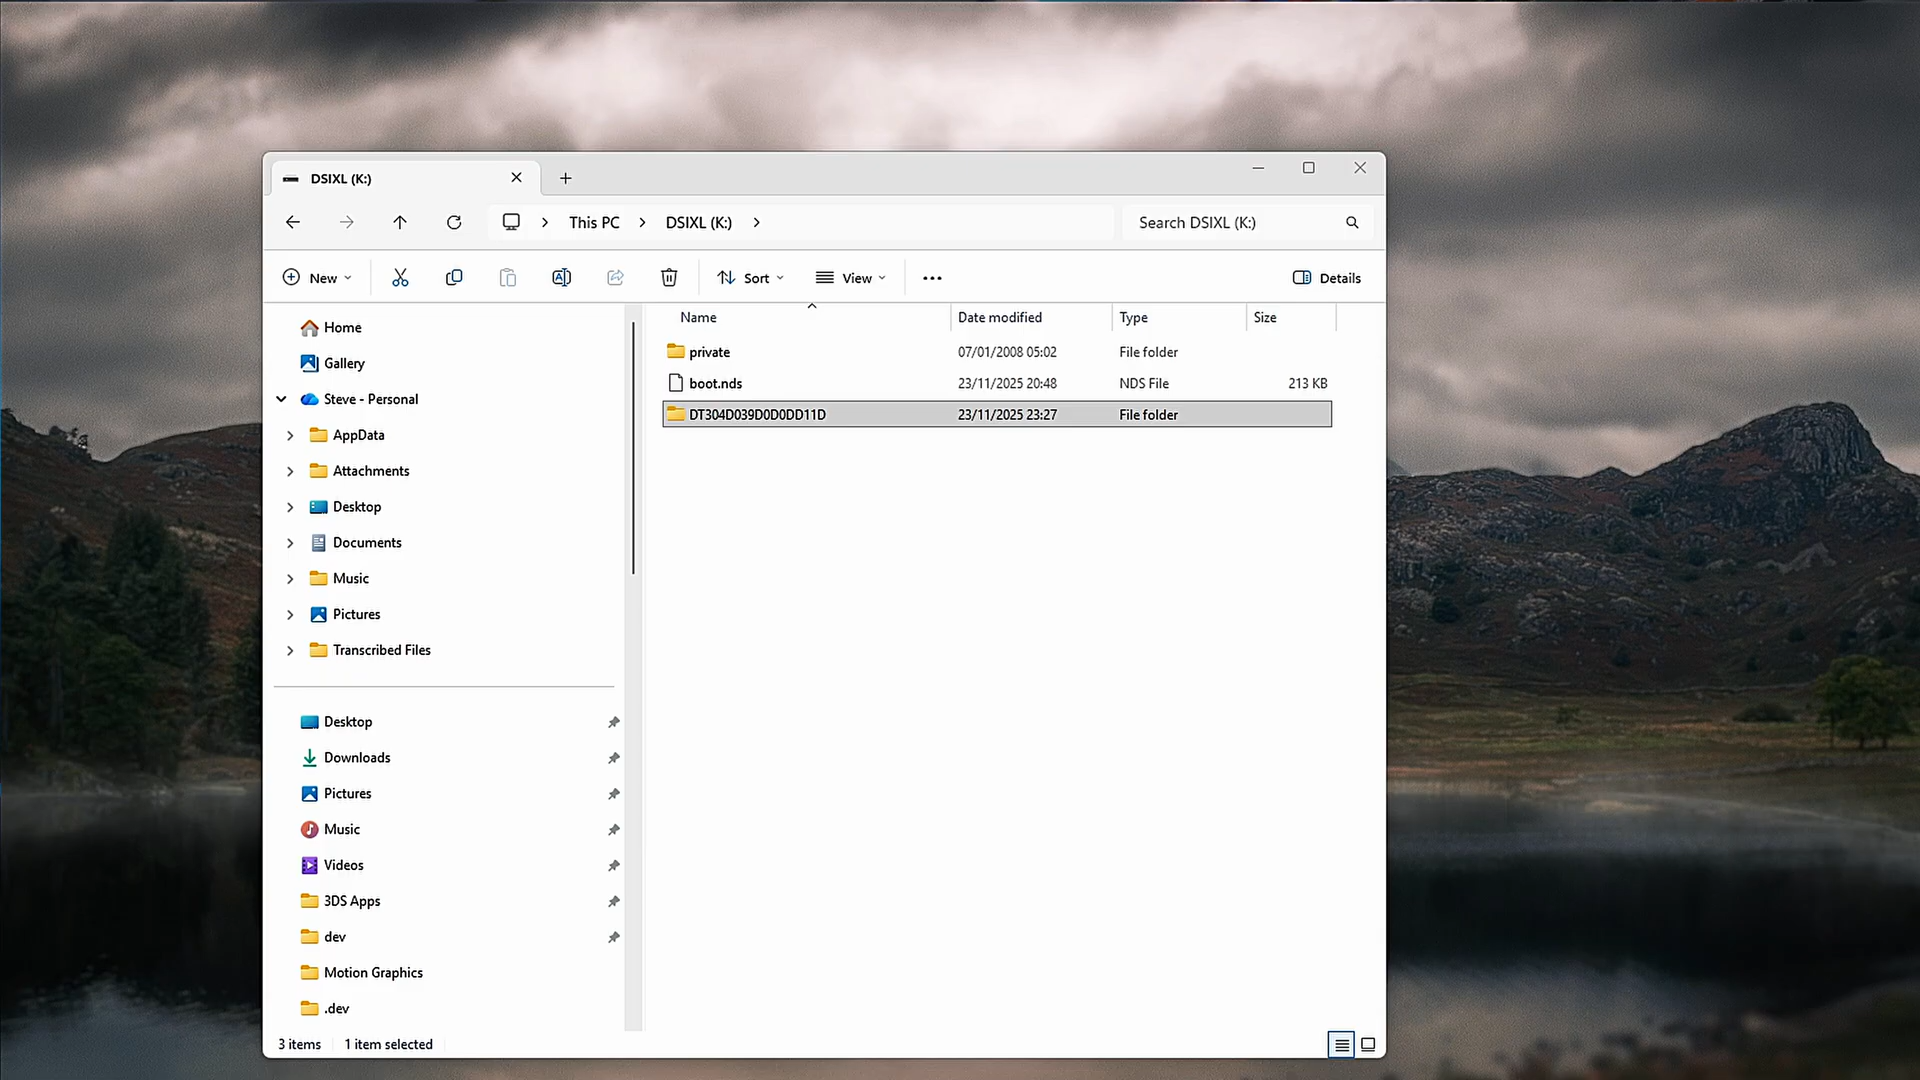 DSIXL (K:)
This PC
DSIXL (K:)
Search DSIXL (K:)
New
Sort
View
Details
Home
Gallery
Steve - Personal
AppData
Attachments
Desktop
Documents
Music
Pictures
Transcribed Files
Desktop
Downloads
Pictures
Music
Videos
3DS Apps
dev
Motion Graphics
.dev
Name Date modified Type Size
private 07/01/2008 05:02 File folder
boot.nds 23/11/2025 20:48 NDS File 213 KB
DT304D039D0D0DD11D 23/11/2025 23:27 File folder
3 items 1 item selected